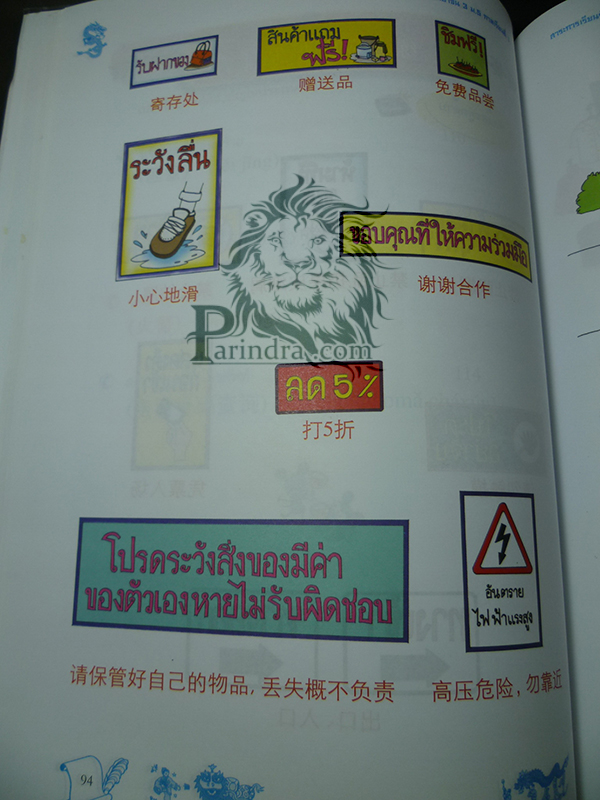 รับฝากของ
寄存处
สินค้าแถม
ฟรี!
赠送品
ชิมฟรี!
免费品尝
ระวังลื่น
小心地滑
ขอบคุณที่ให้ความร่วมมือ
谢谢合作
Parindra.com
ลด 5%
打5折
โปรดระวังสิ่งของมีค่า
ของตัวเองหายไม่รับผิดชอบ
请保管好自己的物品，丢失概不负责
อันตราย
ไฟฟ้าแรงสูง
高压危险，勿靠近
94